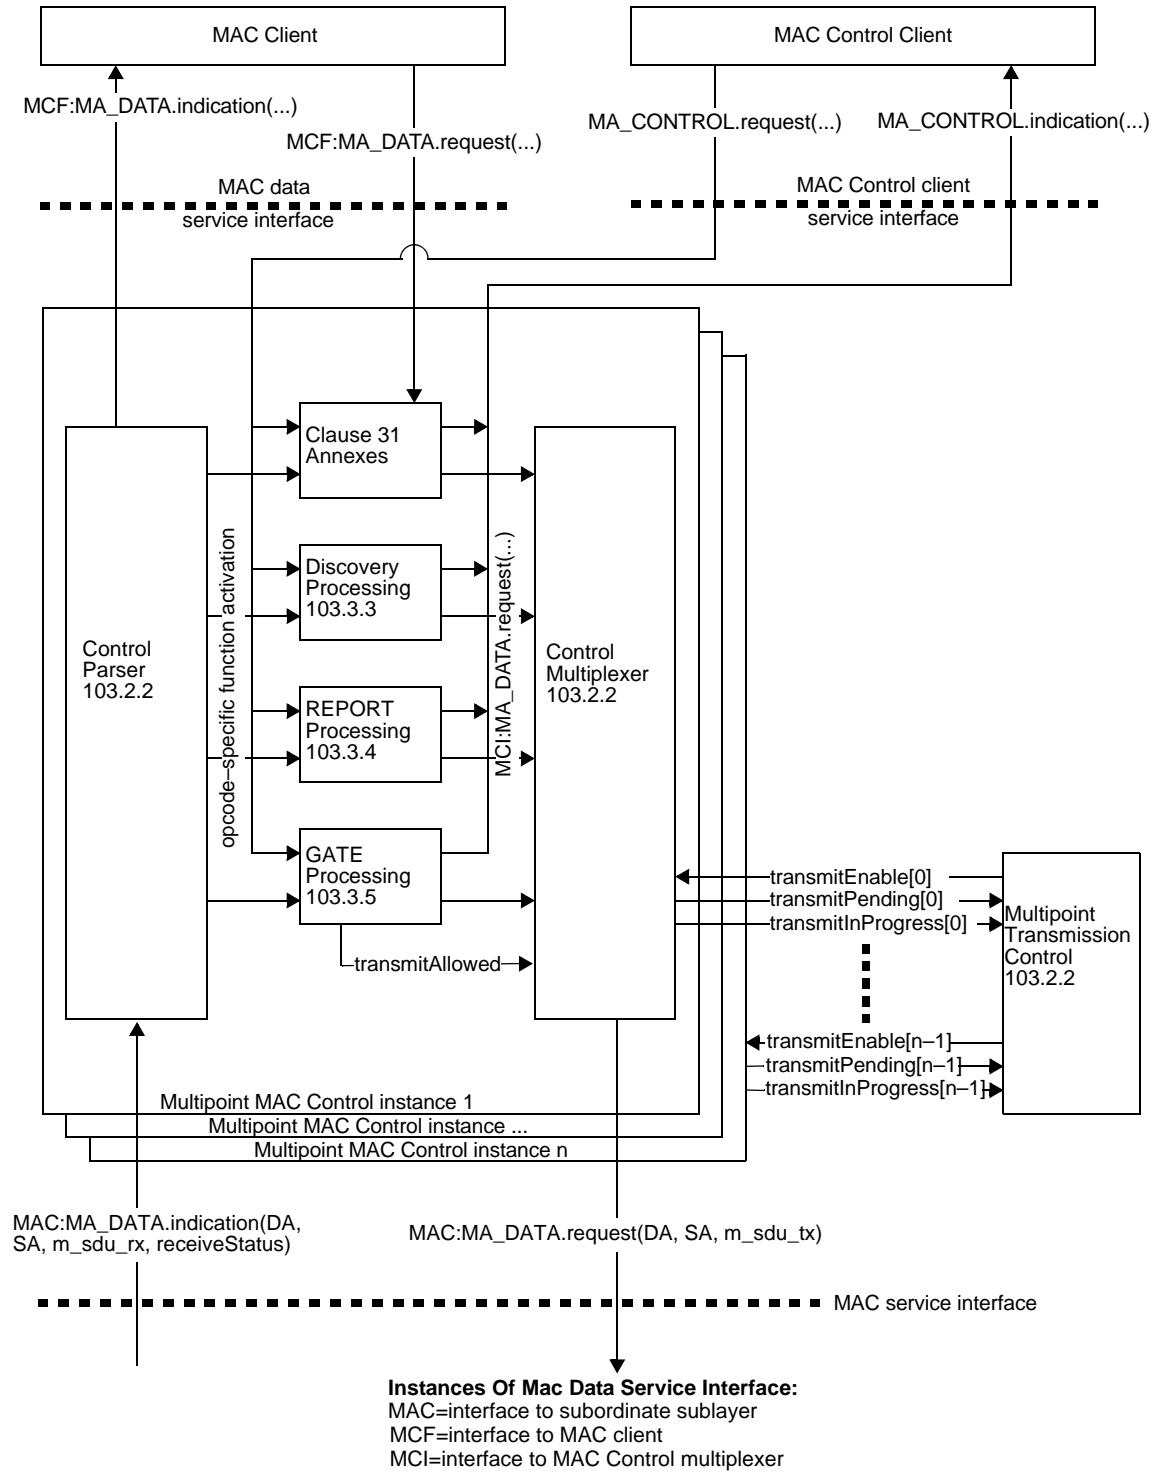 MAC Client
MAC Control Client
MCF:MA_DATA.indication(...)
MCF:MA_DATA.request(...)
MA_CONTROL.request(...)
MA_CONTROL.indication(...)
MAC data
service interface
MAC Control client
service interface
Clause 31
Annexes
opcode–specific function activation
Discovery
Processing
103.3.3
MCI:MA_DATA.request(...)
Control
Parser
103.2.2
Control
Multiplexer
103.2.2
REPORT
Processing
103.3.4
GATE
Processing
103.3.5
transmitAllowed
transmitEnable[0]
transmitPending[0]
transmitInProgress[0]
Multipoint
Transmission
Control
103.2.2
transmitEnable[n–1]
transmitPending[n–1]
transmitInProgress[n–1]
Multipoint MAC Control instance 1
Multipoint MAC Control instance ...
Multipoint MAC Control instance n
MAC:MA_DATA.indication(DA,
SA, m_sdu_rx, receiveStatus)
MAC:MA_DATA.request(DA, SA, m_sdu_tx)
MAC service interface
Instances Of Mac Data Service Interface:
MAC=interface to subordinate sublayer
MCF=interface to MAC client
MCI=interface to MAC Control multiplexer